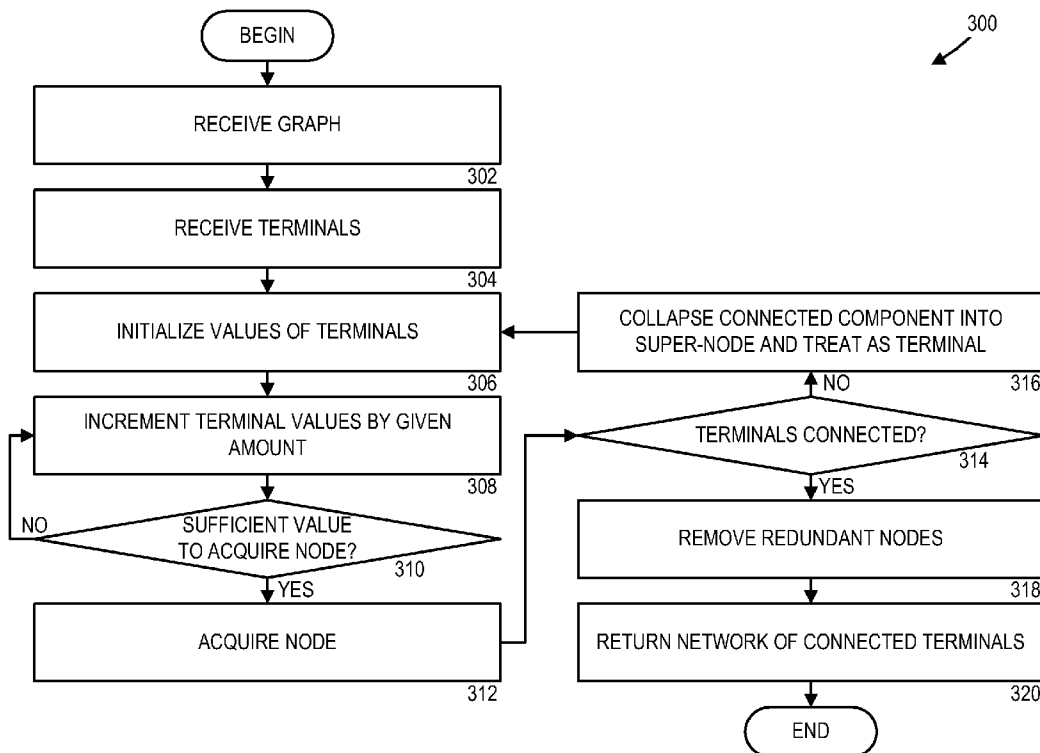 300
BEGIN
RECEIVE GRAPH
302
RECEIVE TERMINALS
304
INITIALIZE VALUES OF TERMINALS
306
INCREMENT TERMINAL VALUES BY GIVEN
AMOUNT
308
NO
SUFFICIENT VALUE
TO ACQUIRE NODE?
310
YES
ACQUIRE NODE
312
COLLAPSE CONNECTED COMPONENT INTO
SUPER-NODE AND TREAT AS TERMINAL
316
NO
TERMINALS CONNECTED?
314
YES
REMOVE REDUNDANT NODES
318
RETURN NETWORK OF CONNECTED TERMINALS
320
END